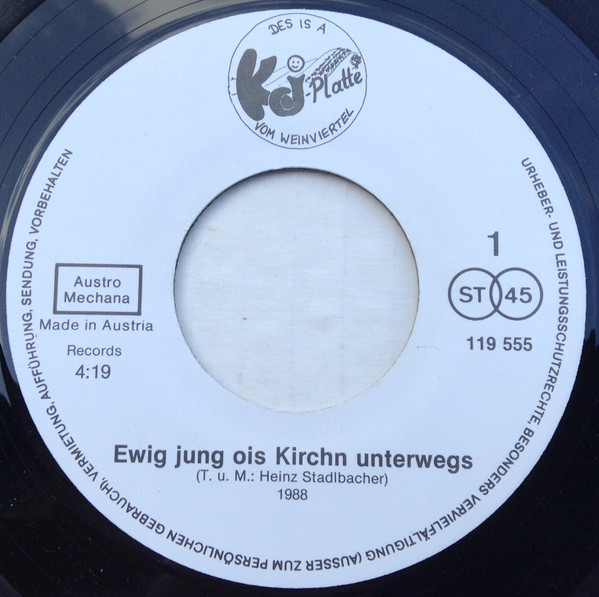 DES IS A
KJ-Platte
VOM WEINVIERTEL
URHEBER- UND LEISTUNGSSCHUTZRECHTE, BESONDERS VERVIELFÄLTIGUNG (AUSSER ZUM PERSÖNLICHEN GEBRAUCH), VERMIETUNG, AUFFÜHRUNG, SENDUNG, VORBEHALTEN
Austro
Mechana
Made in Austria
Records
4:19
1
ST 45
119 555
Ewig jung ois Kirchn unterwegs
(T. u. M.: Heinz Stadlbacher)
1988